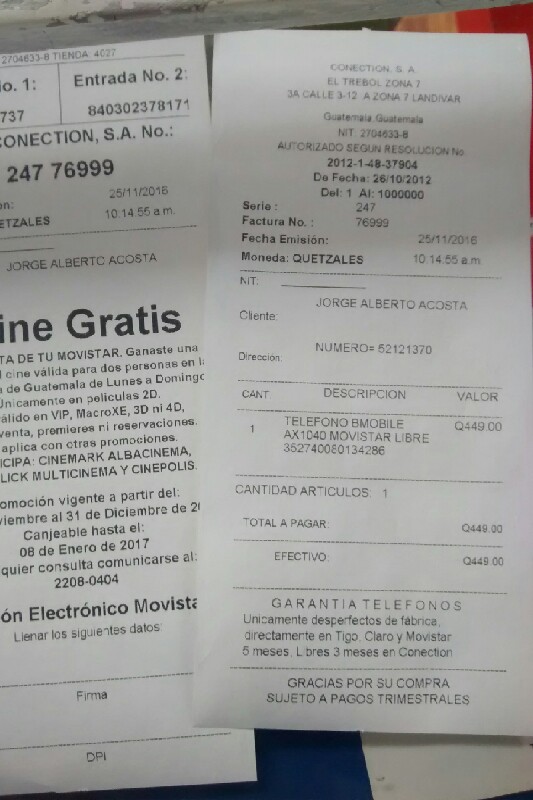 2704633-8 TIENDA: 4027
io. 1:
Entrada No. 2:
737
840302378171
CONECTION, S.A. No.:
247 76999
ón:
25/11/2016
ETZALES
10:14:55 a.m.
JORGE ALBERTO ACOSTA
ine Gratis
TA DE TU MOVISTAR. Ganaste una
l cine válida para dos personas en l
a de Guatemala de Lunes a Domingo
Unicamente en peliculas 2D.
álido en VIP, MacroXE, 3D ni 4D,
venta, premieres ni reservaciones.
aplica con otras promociones.
ICIPA: CINEMARK ALBACINEMA,
LICK MULTICINEMA Y CINEPOLIS.
omoción vigente a partir del:
viembre al 31 de Diciembre de 20
Canjeable hasta el:
08 de Enero de 2017
quier consulta comunicarse al:
2208-0404
ón Electrónico Movista
Llenar los siguientes datos:
Firma
DPI
CONECTION, S. A.
EL TREBOL ZONA 7
3A CALLE 3-12 A ZONA 7 LANDIVAR
Guatemala, Guatemala
NIT: 2704633-8
AUTORIZADO SEGUN RESOLUCION No.
2012-1-48-37904
De Fecha: 26/10/2012
Del: 1 Al: 1000000
Serie : 247
Factura No. : 76999
Fecha Emisión: 25/11/2016
Moneda: QUETZALES 10:14:55 a.m.
NIT:
JORGE ALBERTO ACOSTA
Cliente:
NUMERO= 52121370
Dirección:
CANT DESCRIPCION VALOR
1 TELEFONO BMOBILE Q449.00
AX1040 MOVISTAR LIBRE
352740080134286
CANTIDAD ARTICULOS: 1
TOTAL A PAGAR: Q449.00
EFECTIVO: Q449.00
GARANTIA TELEFONOS
Unicamente desperfectos de fábrica,
directamente en Tigo, Claro y Movistar
5 meses. Libres 3 meses en Conection
GRACIAS POR SU COMPRA
SUJETO A PAGOS TRIMESTRALES